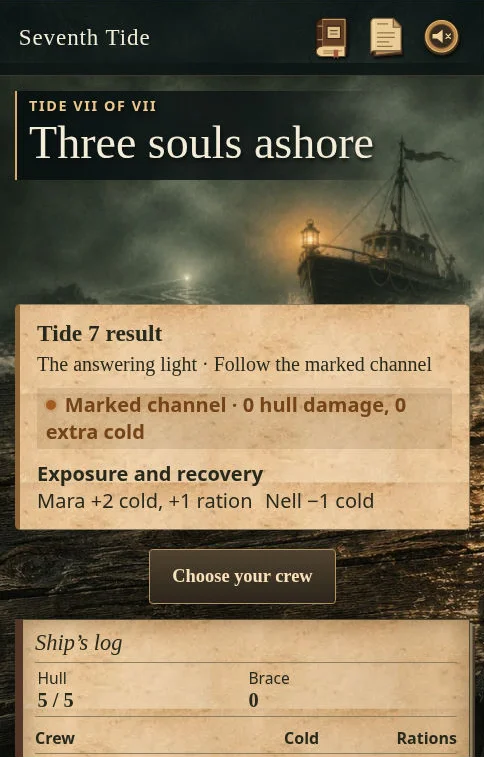 Seventh Tide
TIDE VII OF VII
Three souls ashore
Tide 7 result
The answering light · Follow the marked channel
Marked channel · 0 hull damage, 0
extra cold
Exposure and recovery
Mara +2 cold, +1 ration Nell −1 cold
Choose your crew
Ship’s log
Hull Brace
5 / 5 0
Crew Cold Rations